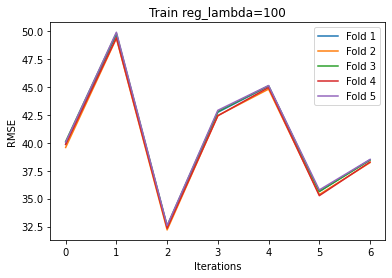 Train reg_lambda=100
50.0
47.5
45.0
42.5
40.0
37.5
35.0
32.5
RMSE
Fold 1
Fold 2
Fold 3
Fold 4
Fold 5
0 1 2 3 4 5 6
Iterations